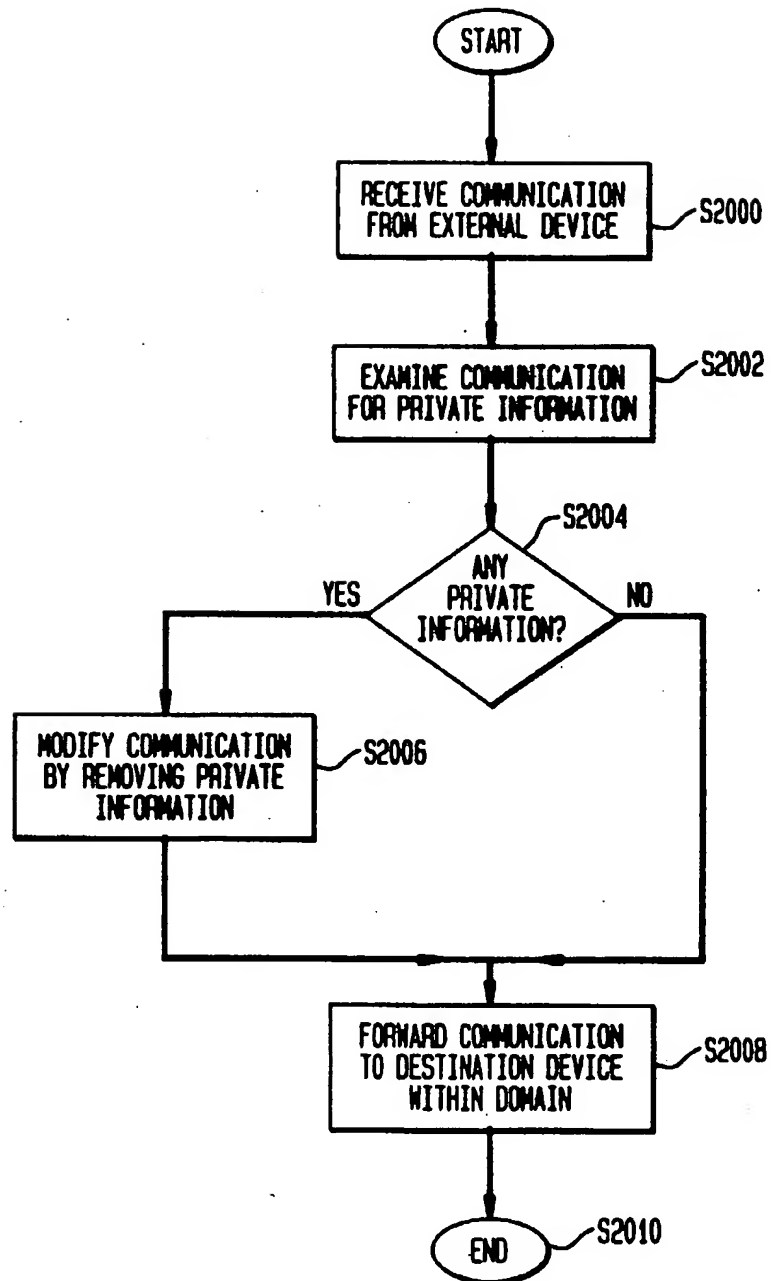 START
RECEIVE COMMUNICATION
FROM EXTERNAL DEVICE
S2000
EXAMINE COMMUNICATION
FOR PRIVATE INFORMATION
S2002
S2004
ANY
PRIVATE
INFORMATION?
YES
NO
MODIFY COMMUNICATION
BY REMOVING PRIVATE
INFORMATION
S2006
FORWARD COMMUNICATION
TO DESTINATION DEVICE
WITHIN DOMAIN
S2008
END
S2010